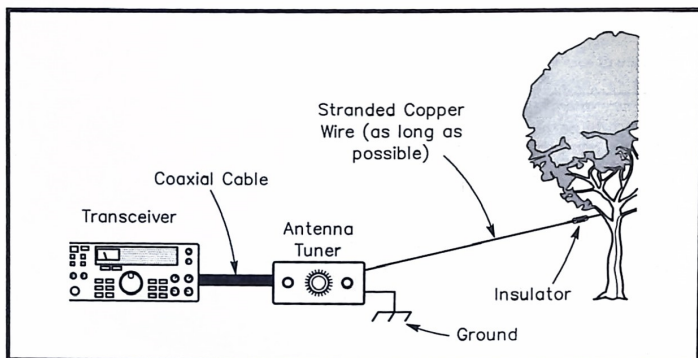 Stranded Copper
Wire (as long as
possible)
Coaxial Cable
Transceiver
Antenna
Tuner
Insulator
Ground